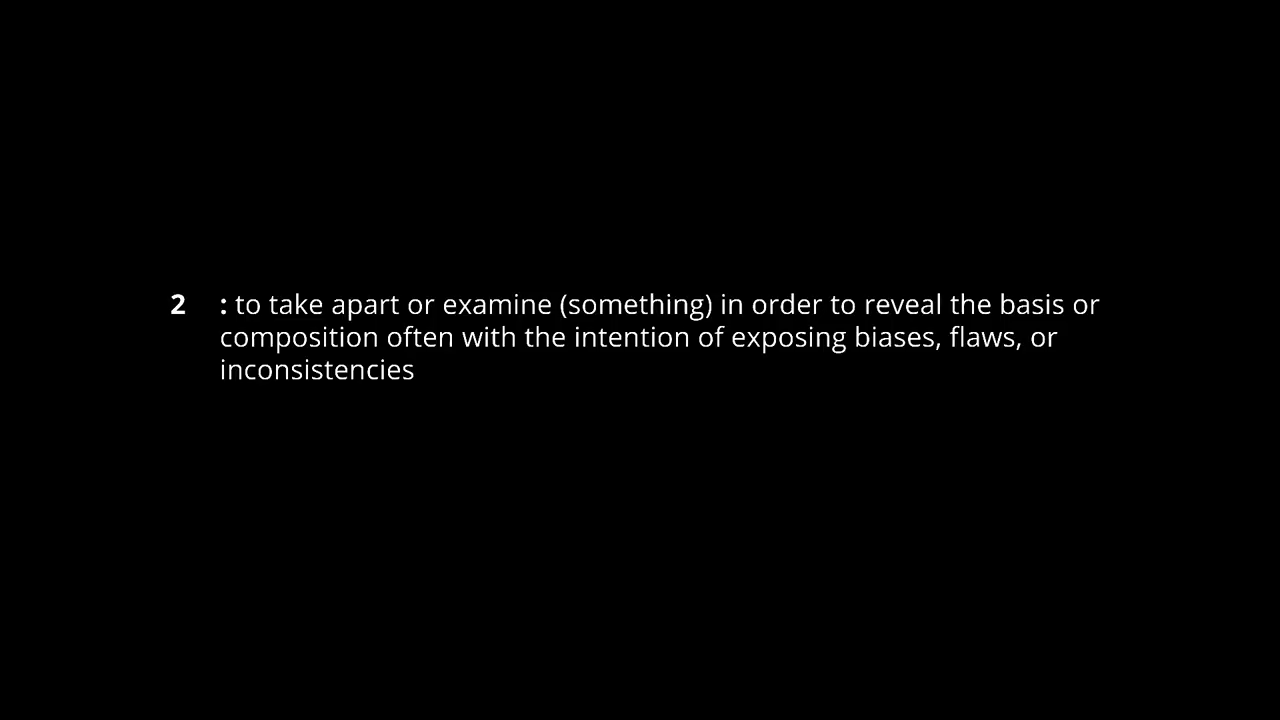 2 : to take apart or examine (something) in order to reveal the basis or
composition often with the intention of exposing biases, flaws, or
inconsistencies